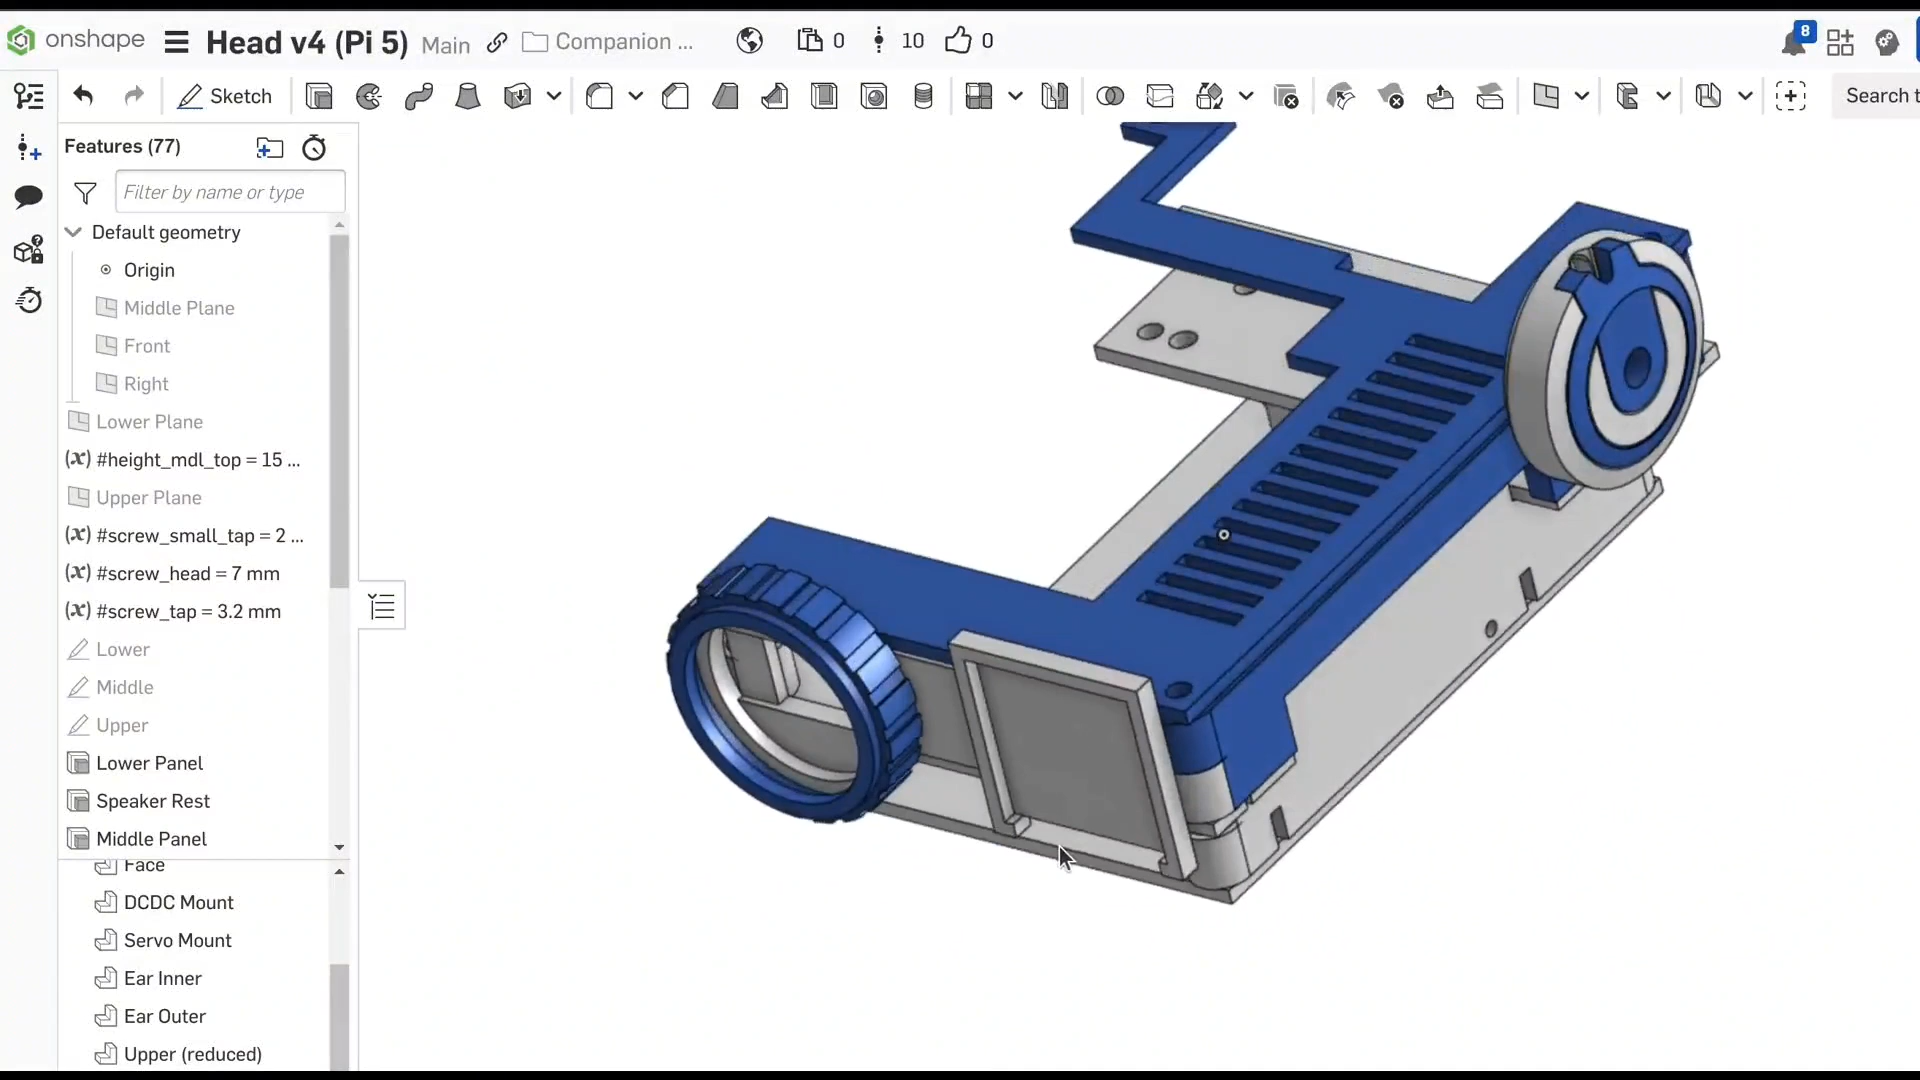 onshape
Head v4 (Pi 5) Main Companion ... 0 10 0 8
Sketch Search t
Features (77)
Filter by name or type
Default geometry
Origin
Middle Plane
Front
Right
Lower Plane
(x) #height_mdl_top = 15 ...
Upper Plane
(x) #screw_small_tap = 2 ...
(x) #screw_head = 7 mm
(x) #screw_tap = 3.2 mm
Lower
Middle
Upper
Lower Panel
Speaker Rest
Middle Panel
Face
DCDC Mount
Servo Mount
Ear Inner
Ear Outer
Upper (reduced)